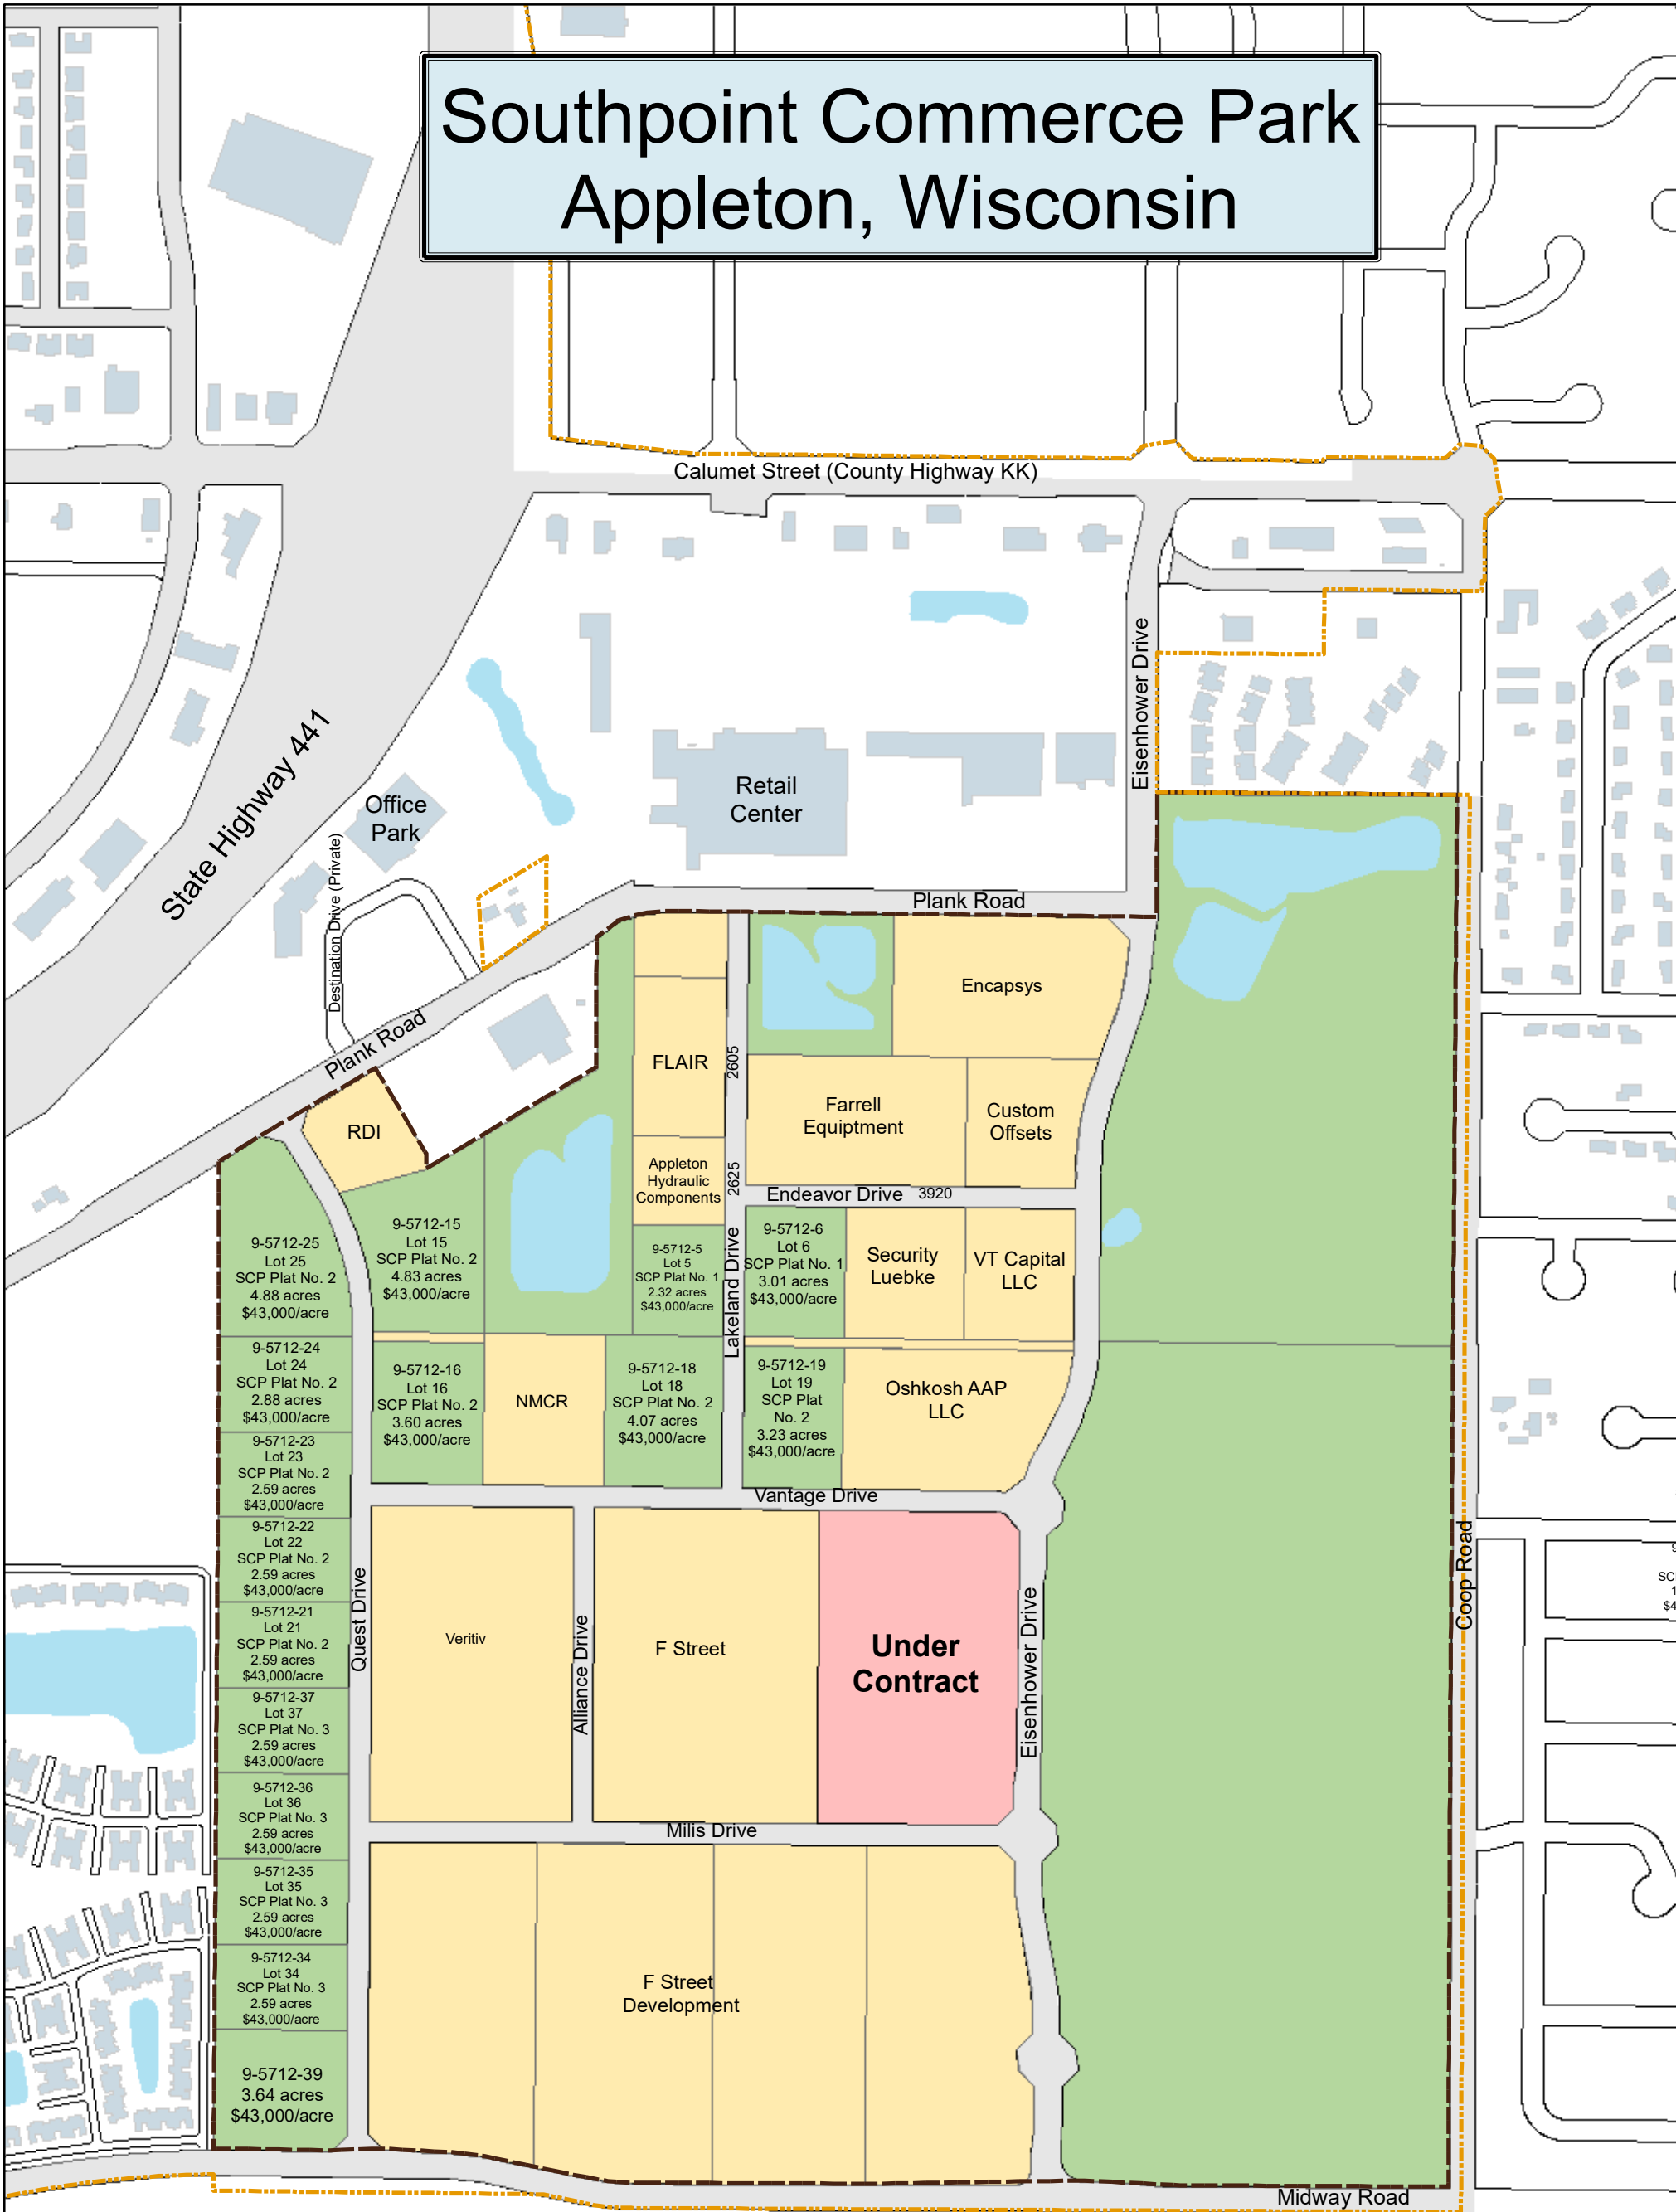 Southpoint Commerce Park
Appleton, Wisconsin
Calumet Street (County Highway KK)
Eisenhower Drive
State Highway 441
Office
Park
Retail
Center
Destination Drive (Private)
Plank Road
Plank Road
Encapsys
FLAIR
2605
RDI
Farrell
Equiptment
Custom
Offsets
Appleton
Hydraulic
Components
2625
Endeavor Drive
3920
9-5712-25
Lot 25
SCP Plat No. 2
4.88 acres
$43,000/acre
9-5712-15
Lot 15
SCP Plat No. 2
4.83 acres
$43,000/acre
9-5712-5
Lot 5
SCP Plat No. 1
2.32 acres
$43,000/acre
Lakeland Drive
9-5712-6
Lot 6
SCP Plat No. 1
3.01 acres
$43,000/acre
Security
Luebke
VT Capital
LLC
9-5712-24
Lot 24
SCP Plat No. 2
2.88 acres
$43,000/acre
9-5712-16
Lot 16
SCP Plat No. 2
3.60 acres
$43,000/acre
NMCR
9-5712-18
Lot 18
SCP Plat No. 2
4.07 acres
$43,000/acre
9-5712-19
Lot 19
SCP Plat
No. 2
3.23 acres
$43,000/acre
Oshkosh AAP
LLC
9-5712-23
Lot 23
SCP Plat No. 2
2.59 acres
$43,000/acre
Vantage Drive
9-5712-22
Lot 22
SCP Plat No. 2
2.59 acres
$43,000/acre
Quest Drive
Veritiv
Alliance Drive
F Street
Under
Contract
Eisenhower Drive
Coop Road
9-5712-21
Lot 21
SCP Plat No. 2
2.59 acres
$43,000/acre
9-5712-37
Lot 37
SCP Plat No. 3
2.59 acres
$43,000/acre
9-5712-36
Lot 36
SCP Plat No. 3
2.59 acres
$43,000/acre
Milis Drive
9-5712-35
Lot 35
SCP Plat No. 3
2.59 acres
$43,000/acre
9-5712-34
Lot 34
SCP Plat No. 3
2.59 acres
$43,000/acre
F Street
Development
9-5712-39
3.64 acres
$43,000/acre
Midway Road